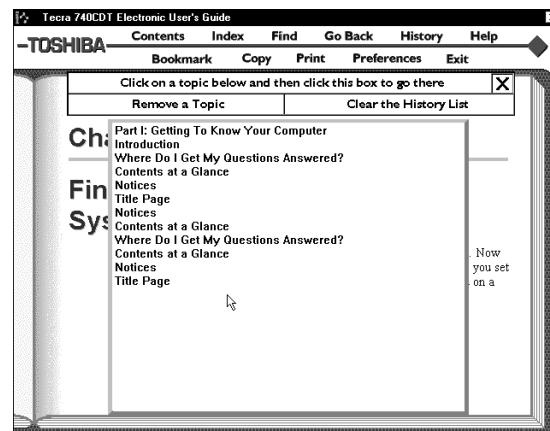 Tecra 740CDT Electronic User's Guide
TOSHIBA
Contents Index Find Go Back History Help
Bookmark Copy Print Preferences Exit
Click on a topic below and then click this box to go there X
Remove a Topic Clear the History List
Part I: Getting To Know Your Computer
Introduction
Where Do I Get My Questions Answered?
Contents at a Glance
Notices
Title Page
Notices
Contents at a Glance
Where Do I Get My Questions Answered?
Contents at a Glance
Notices
Title Page
Fin
Sys
. Now
you set
on a